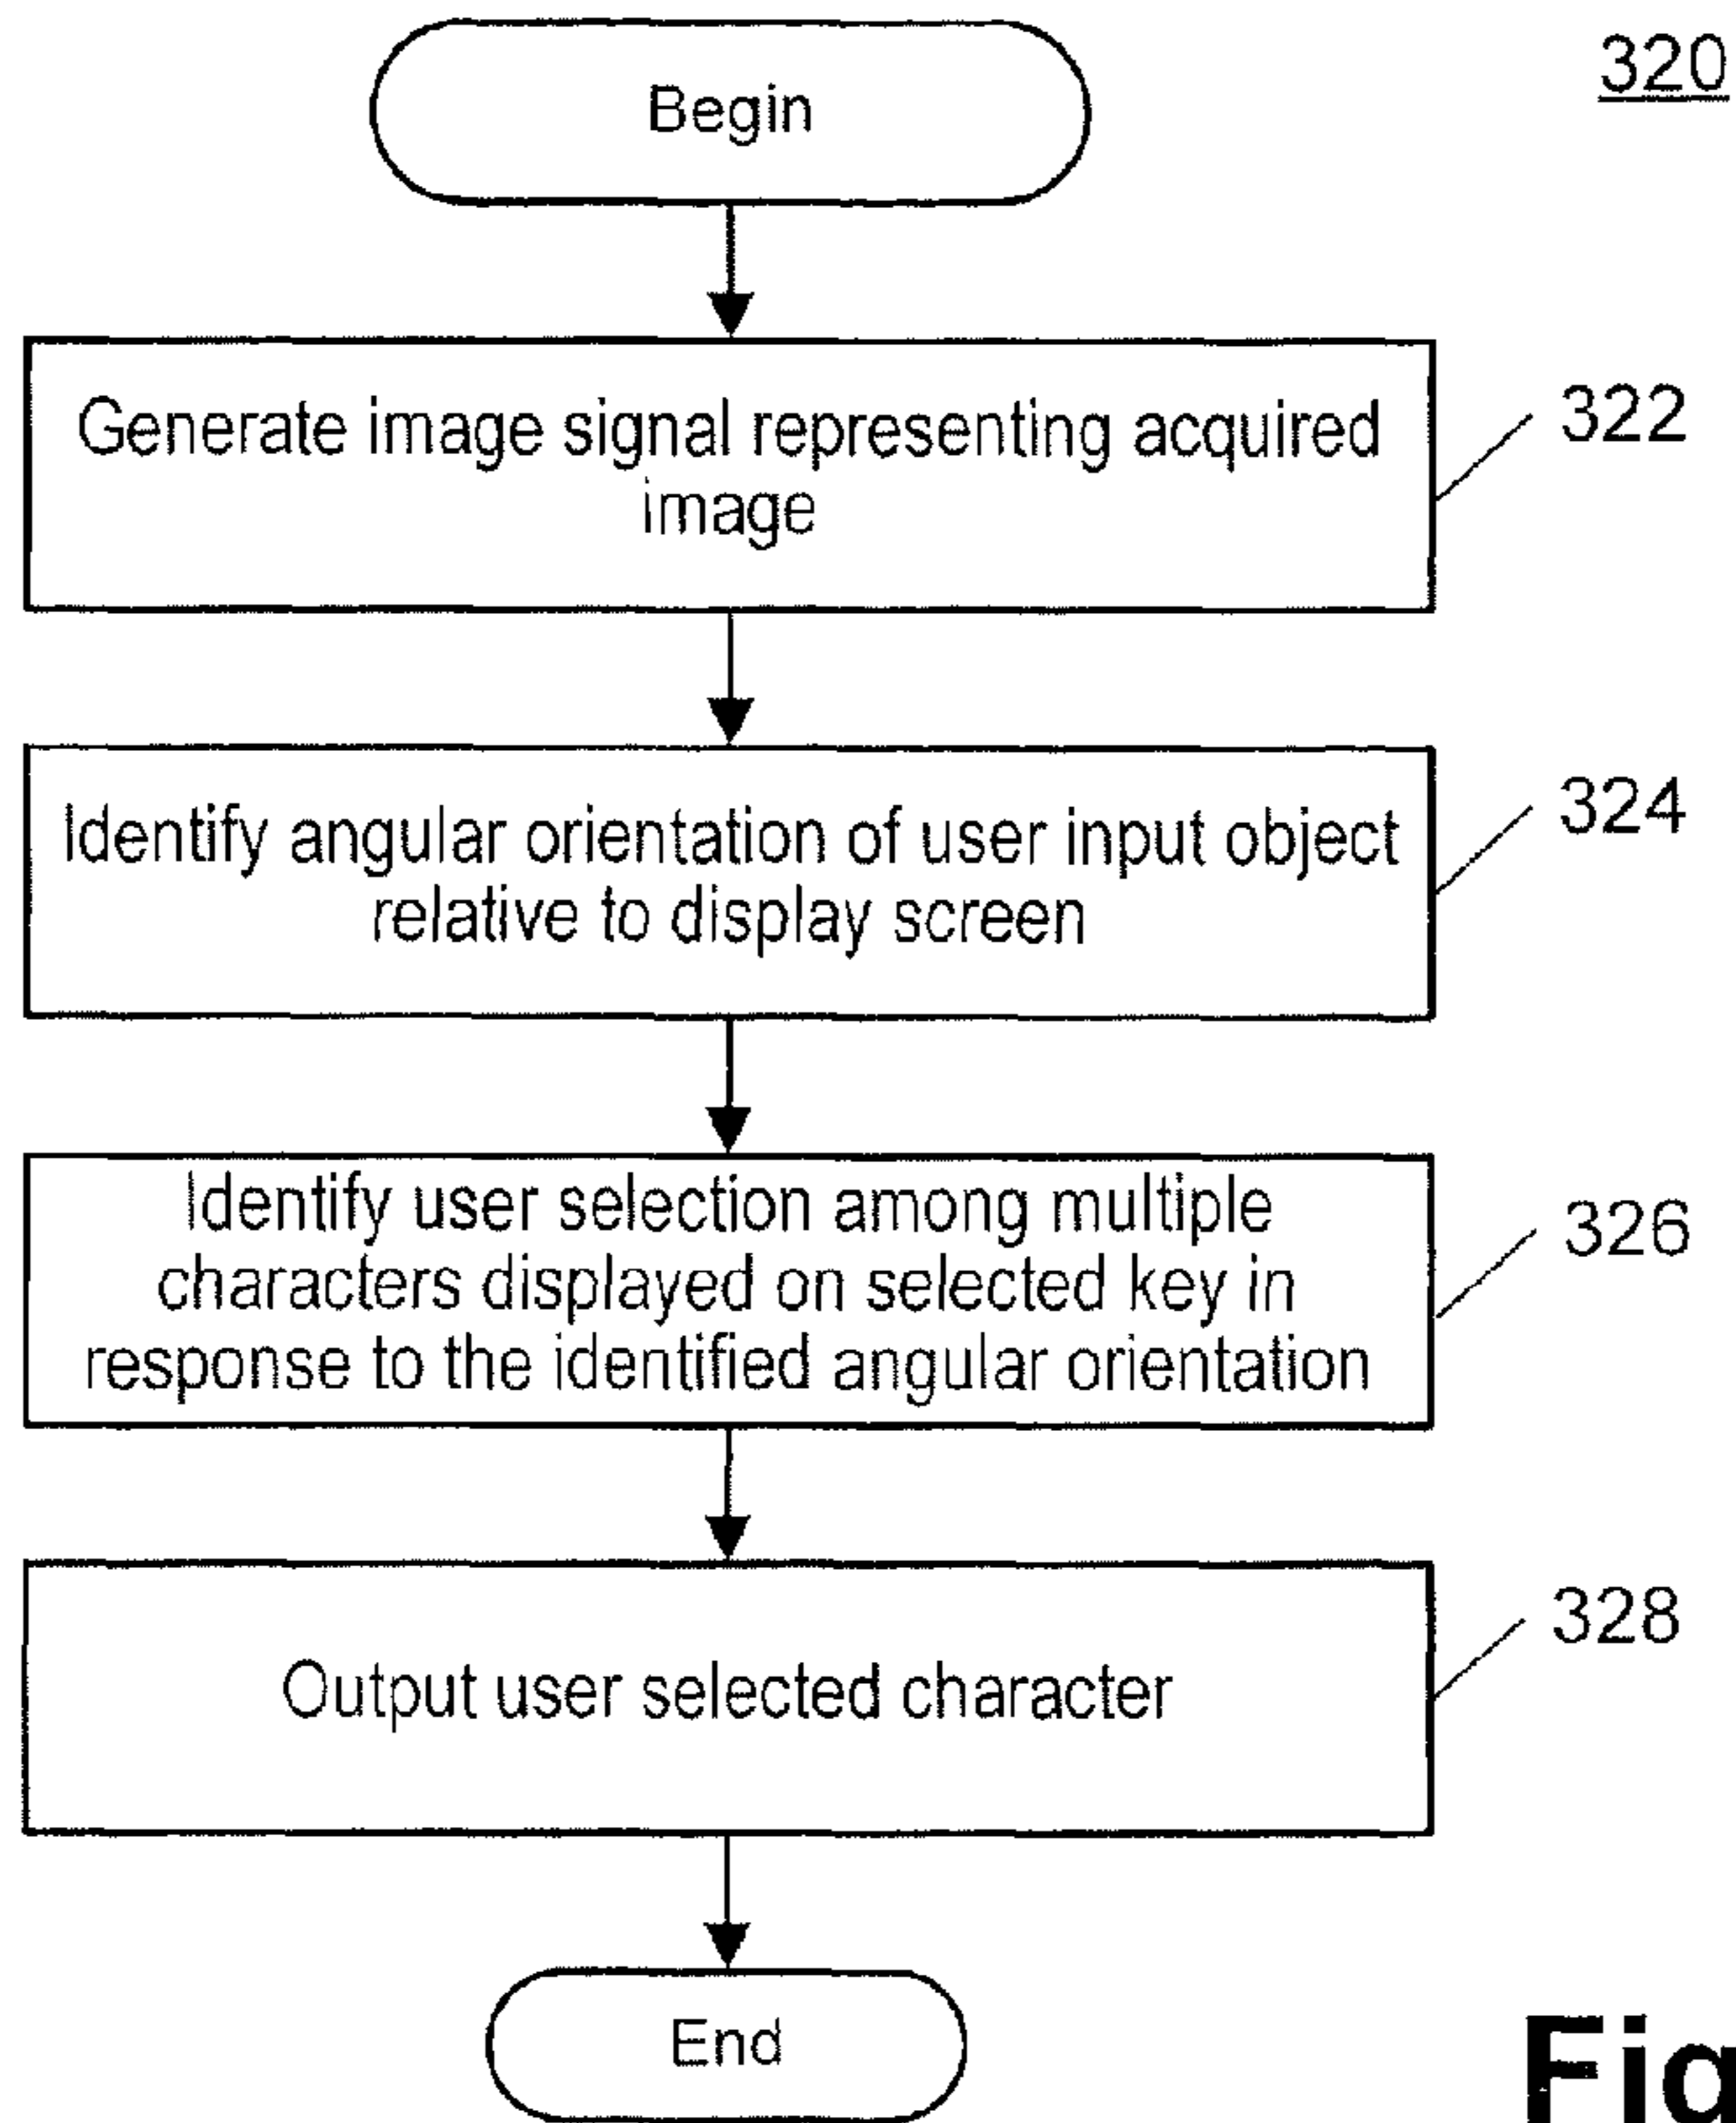 Begin
320
Generate image signal representing acquired
image
322
Identify angular orientation of user input object
relative to display screen
324
Identify user selection among multiple
characters displayed on selected key in
response to the identified angular orientation
326
Output user selected character
328
End
Fig